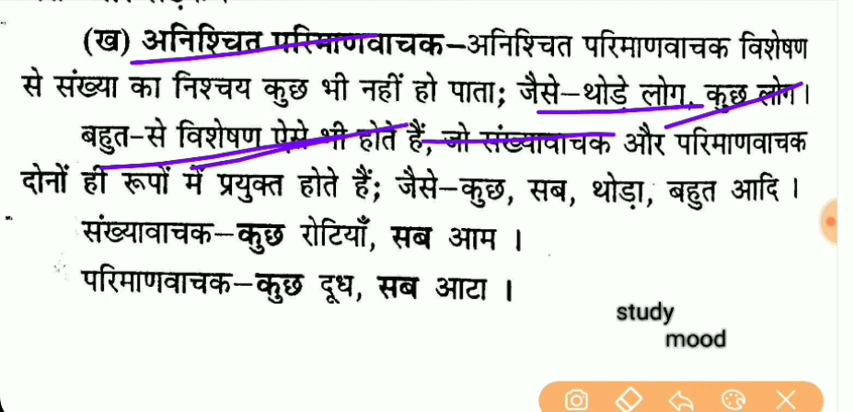 (ख) अनिश्चित परिमाणवाचक–अनिश्चित परिमाणवाचक विशेषण
से संख्या का निश्चय कुछ भी नहीं हो पाता; जैसे–थोड़े लोग, कुछ लोग।
बहुत-से विशेषण ऐसे भी होते हैं, जो संख्यावाचक और परिमाणवाचक
दोनों ही रूपों में प्रयुक्त होते हैं; जैसे–कुछ, सब, थोड़ा, बहुत आदि ।
संख्यावाचक–कुछ रोटियाँ, सब आम ।
परिमाणवाचक–कुछ दूध, सब आटा ।
study
mood